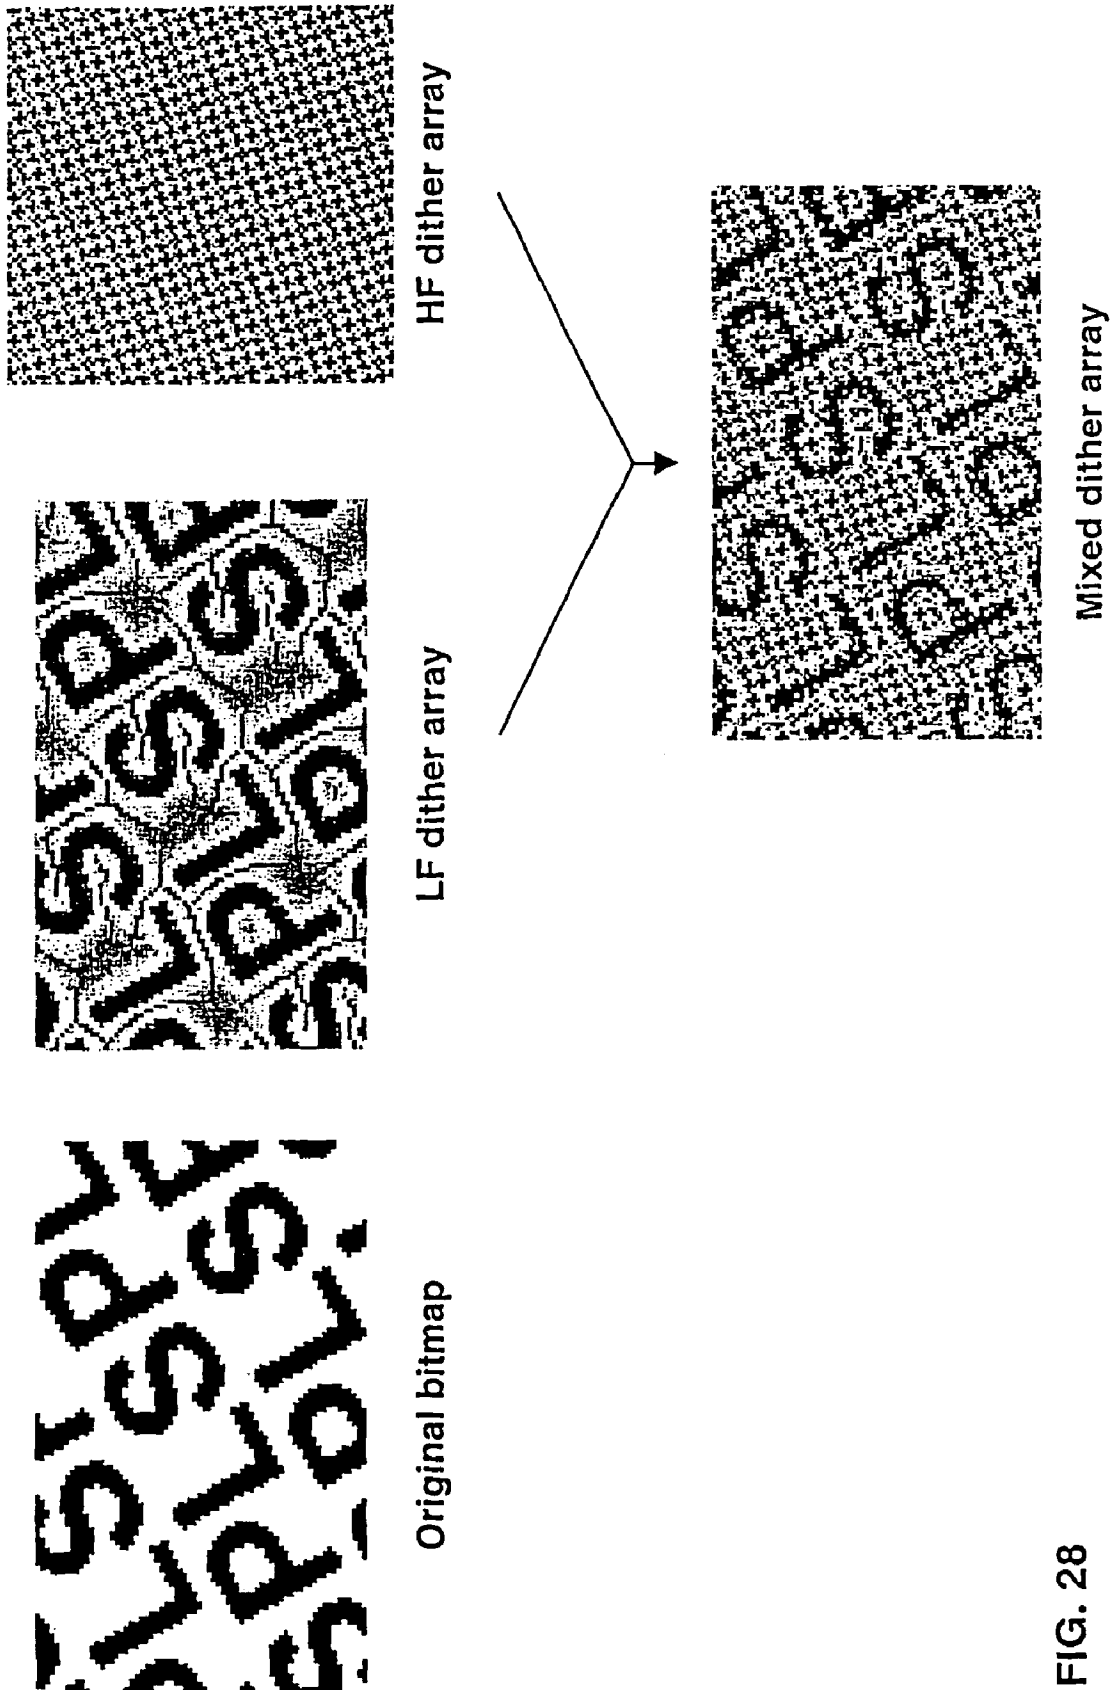 Original bitmap
LF dither array
HF dither array
Mixed dither array
FIG. 28